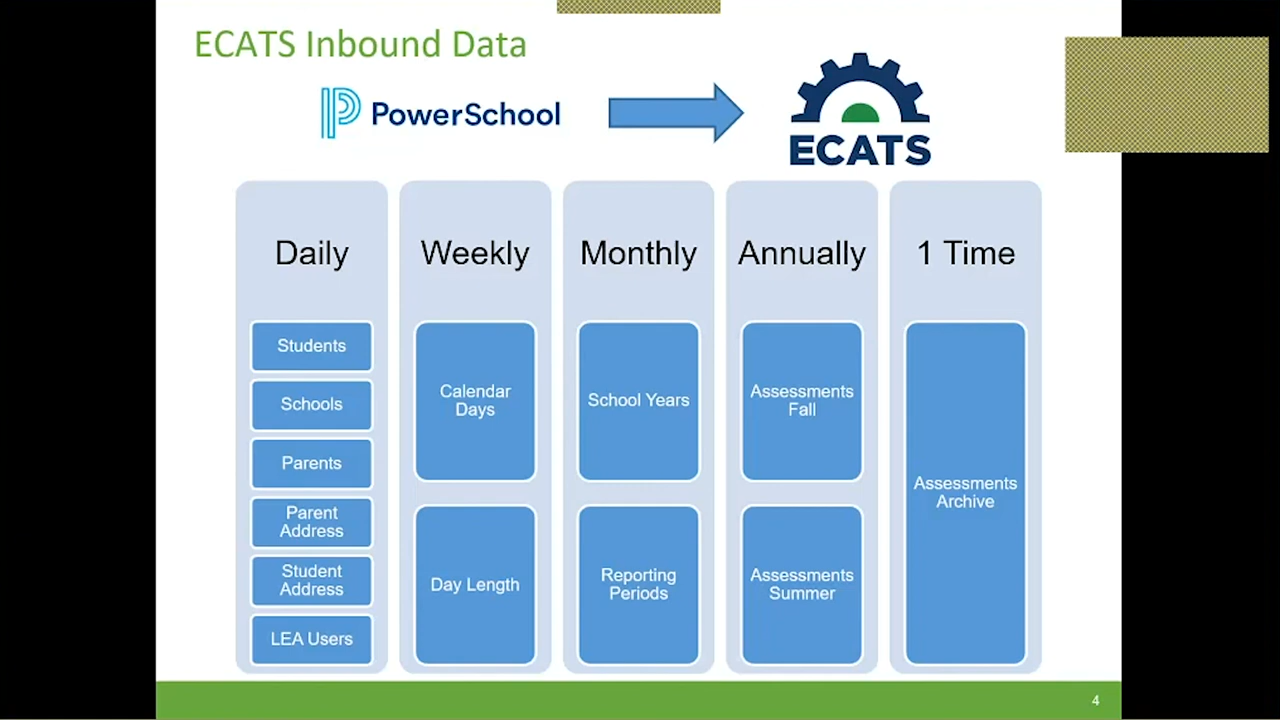 ECATS Inbound Data
PowerSchool
ECATS
Daily
Students
Schools
Parents
Parent
Address
Student
Address
LEA Users
Weekly
Calendar
Days
Day Length
Monthly
School Years
Reporting
Periods
Annually
Assessments
Fall
Assessments
Summer
1 Time
Assessments
Archive
4